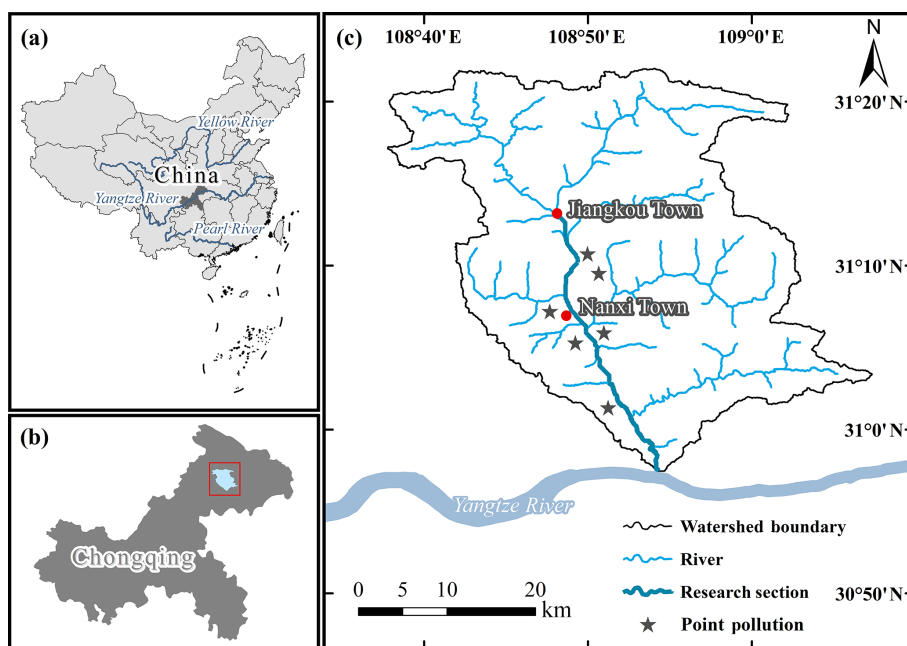 (a)
Yellow River
China
Yangtze River
Pearl River
(b)
Chongqing
(c)
108°40'E
108°50'E
109°0'E
N
31°20'N
31°10'N
31°0'N
30°50'N
Jiangkou Town
Nanxi Town
Yangtze River
Watershed boundary
River
Research section
Point pollution
0 5 10 20
km